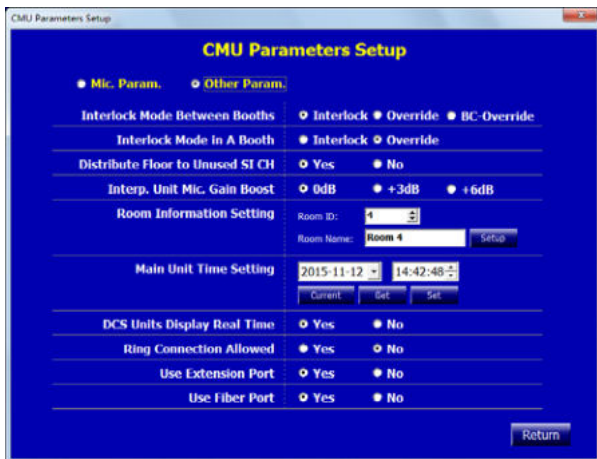 CMU Parameters Setup
CMU Parameters Setup
Mic. Param. Other Param.
Interlock Mode Between Booths Interlock Override BC-Override
Interlock Mode in A Booth Interlock Override
Distribute Floor to Unused SI CH Yes No
Interp. Unit Mic. Gain Boost 0dB +3dB +6dB
Room Information Setting Room ID: 4
Room Name: Room 4 Setup
Main Unit Time Setting 2015-11-12 14:42:48
Current Get Set
DCS Units Display Real Time Yes No
Ring Connection Allowed Yes No
Use Extension Port Yes No
Use Fiber Port Yes No
Return